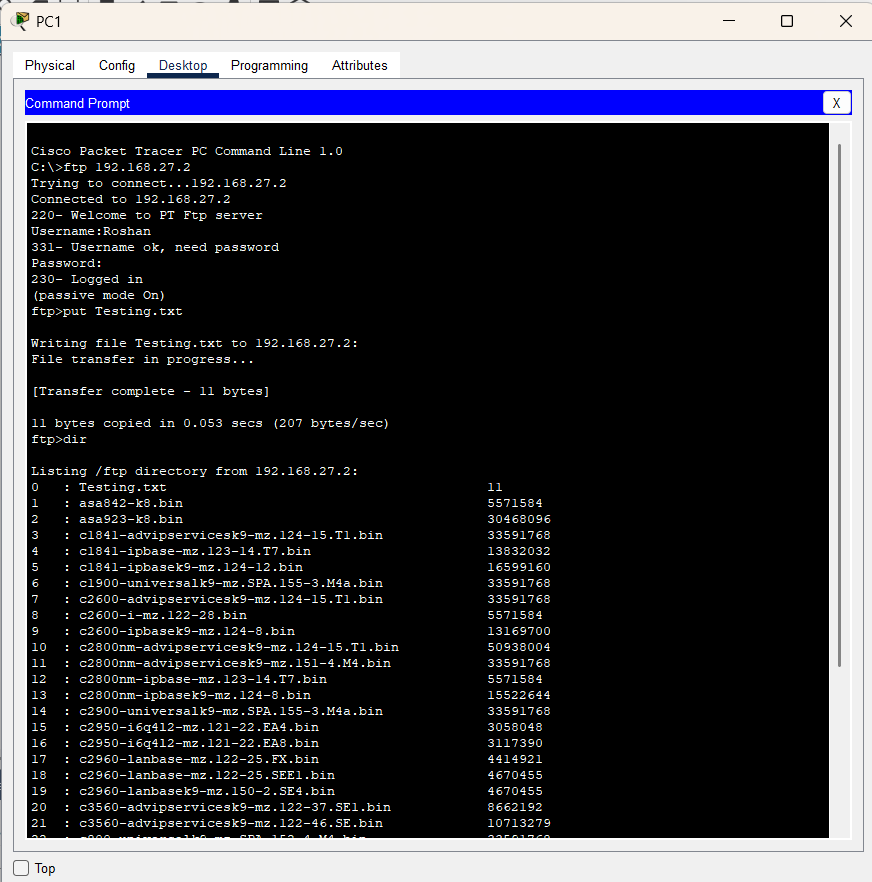 PC1
Physical Config Desktop Programming Attributes
Command Prompt X
Cisco Packet Tracer PC Command Line 1.0
C:\>ftp 192.168.27.2
Trying to connect...192.168.27.2
Connected to 192.168.27.2
220- Welcome to PT Ftp server
Username:Roshan
331- Username ok, need password
Password:
230- Logged in
(passive mode On)
ftp>put Testing.txt
Writing file Testing.txt to 192.168.27.2:
File transfer in progress...
[Transfer complete - 11 bytes]
11 bytes copied in 0.053 secs (207 bytes/sec)
ftp>dir
Listing /ftp directory from 192.168.27.2:
0 : Testing.txt 11
1 : asa842-k8.bin 5571584
2 : asa923-k8.bin 30468096
3 : c1841-advipservicesk9-mz.124-15.T1.bin 33591768
4 : c1841-ipbase-mz.123-14.T7.bin 13832032
5 : c1841-ipbasek9-mz.124-12.bin 16599160
6 : c1900-universalk9-mz.SPA.155-3.M4a.bin 33591768
7 : c2600-advipservicesk9-mz.124-15.T1.bin 33591768
8 : c2600-i-mz.122-28.bin 5571584
9 : c2600-ipbasek9-mz.124-8.bin 13169700
10 : c2800nm-advipservicesk9-mz.124-15.T1.bin 50938004
11 : c2800nm-advipservicesk9-mz.151-4.M4.bin 33591768
12 : c2800nm-ipbase-mz.123-14.T7.bin 5571584
13 : c2800nm-ipbasek9-mz.124-8.bin 15522644
14 : c2900-universalk9-mz.SPA.155-3.M4a.bin 33591768
15 : c2950-i6q4l2-mz.121-22.EA4.bin 3058048
16 : c2950-i6q4l2-mz.121-22.EA8.bin 3117390
17 : c2960-lanbase-mz.122-25.FX.bin 4414921
18 : c2960-lanbase-mz.122-25.SEE1.bin 4670455
19 : c2960-lanbasek9-mz.150-2.SE4.bin 4670455
20 : c3560-advipservicesk9-mz.122-37.SE1.bin 8662192
21 : c3560-advipservicesk9-mz.122-46.SE.bin 10713279
Top